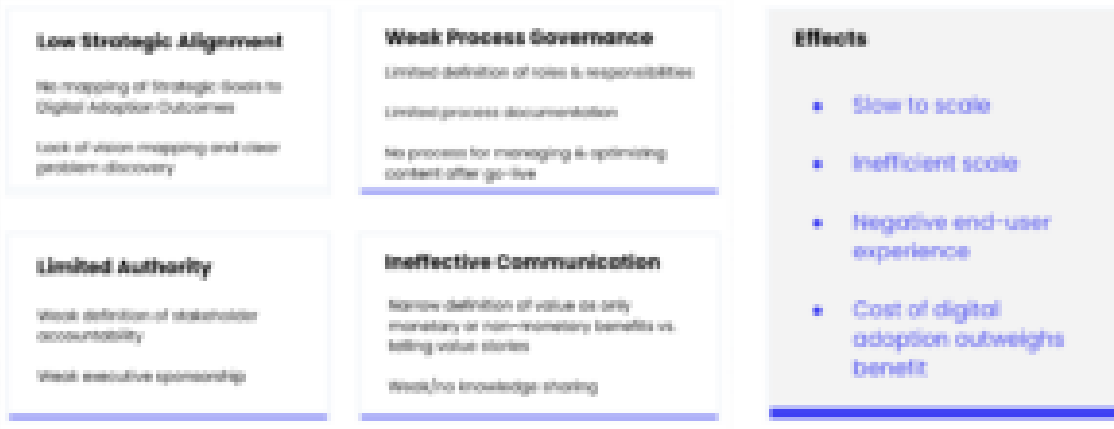 Low Strategic Alignment
No mapping of Strategic Goals to
Digital Adoption Outcomes
Lack of vision mapping and clear
problem discovery
Weak Process Governance
Limited definition of roles & responsibilities
Limited process documentation
No process for managing & optimizing
content after go-live
Limited Authority
Weak definition of stakeholder
accountability
Weak executive sponsorship
Ineffective Communication
Narrow definition of value as only
monetary or non-monetary benefits vs.
telling value stories
Weak/no knowledge sharing
Effects
• Slow to scale
• Inefficient scale
• Negative end-user
experience
• Cost of digital
adoption outweighs
benefit